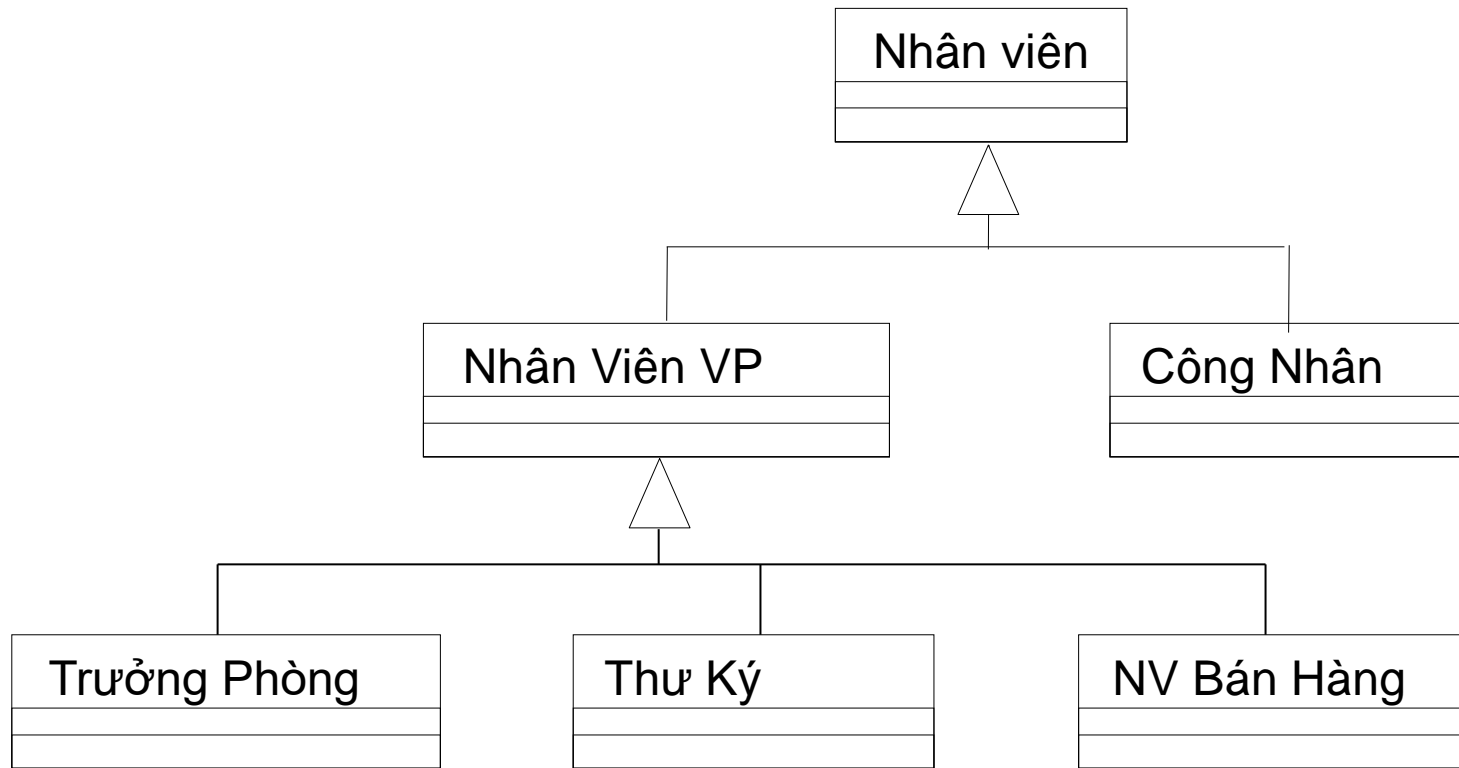 Nhân viên
Nhân Viên VP
Công Nhân
Trưởng Phòng
Thư Ký
NV Bán Hàng